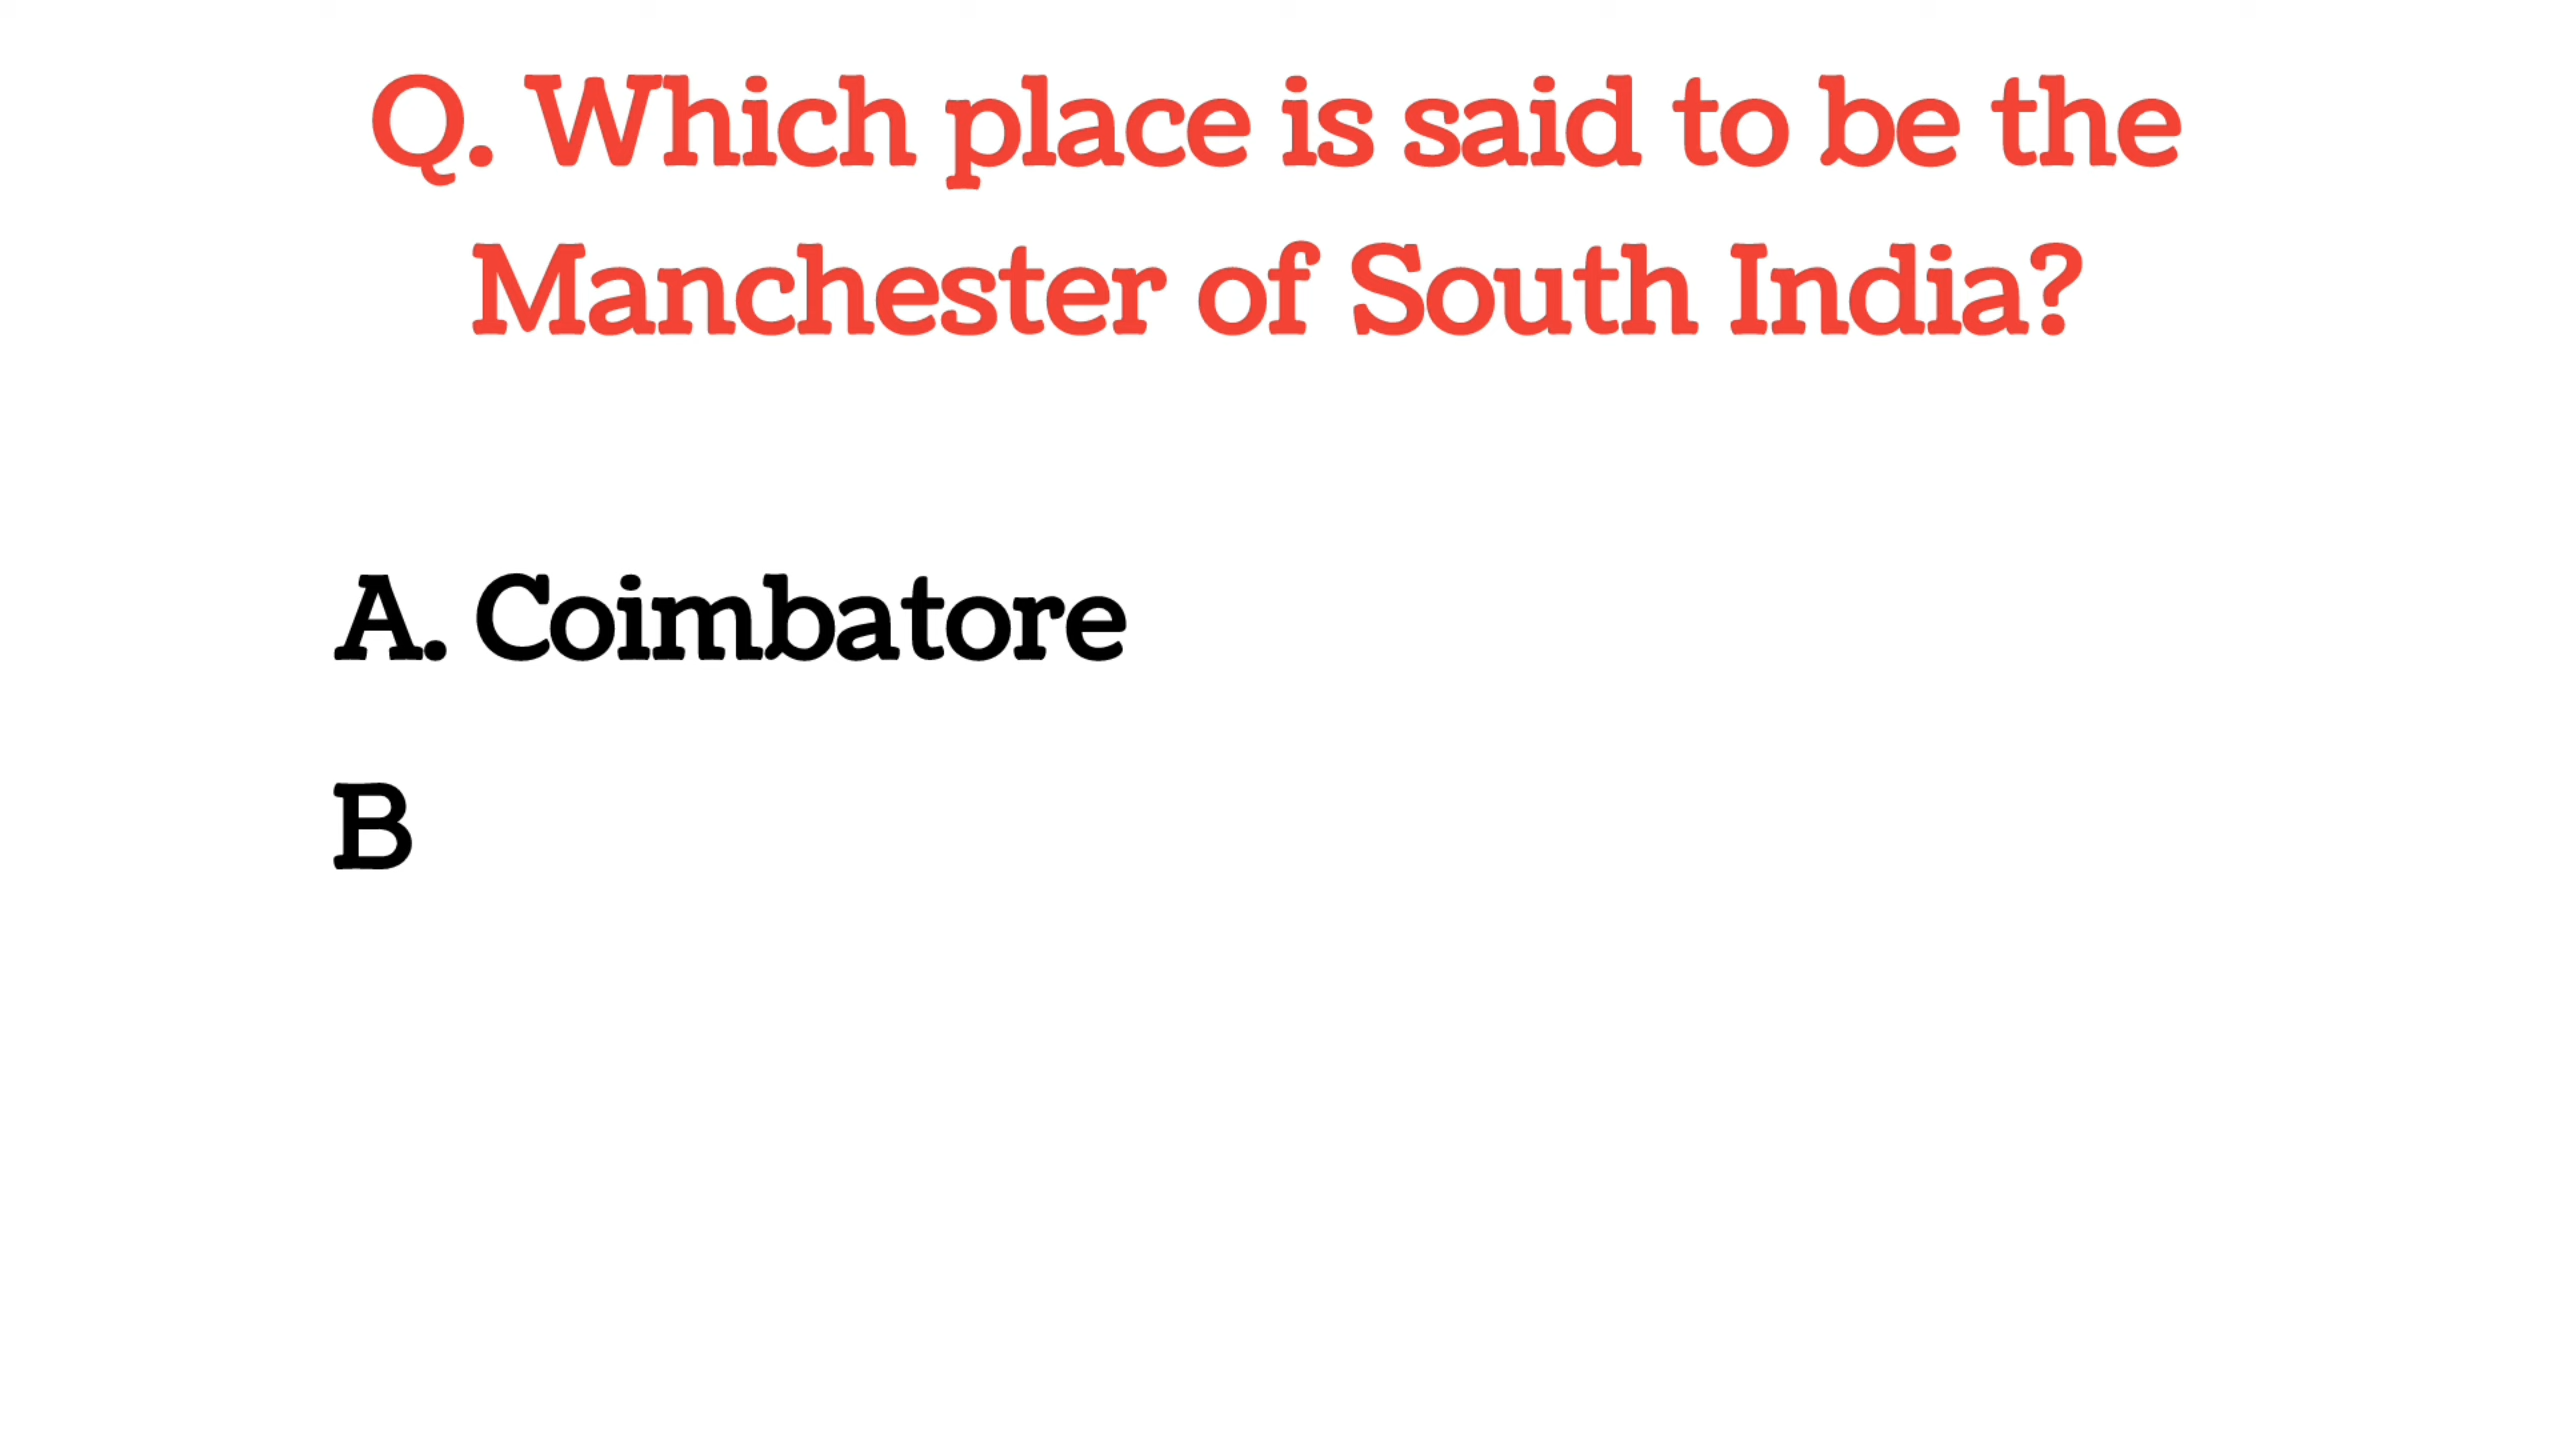 Q. Which place is said to be the
Manchester of South India?
A. Coimbatore
B